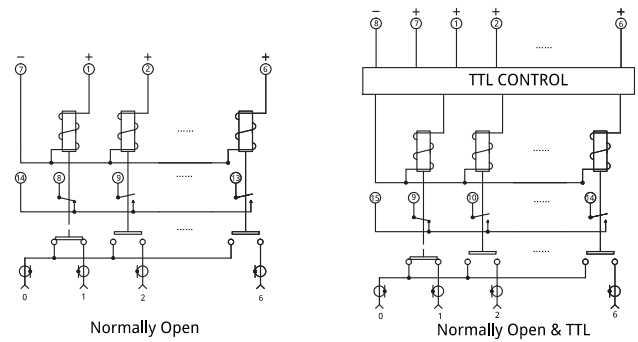 − + + +
7 1 2 6
......
14 8 9 13
......
......
0 1 2 6
Normally Open
− + + + +
8 7 1 2 6
......
TTL CONTROL
......
15 9 10 14
......
......
0 1 2 6
Normally Open & TTL